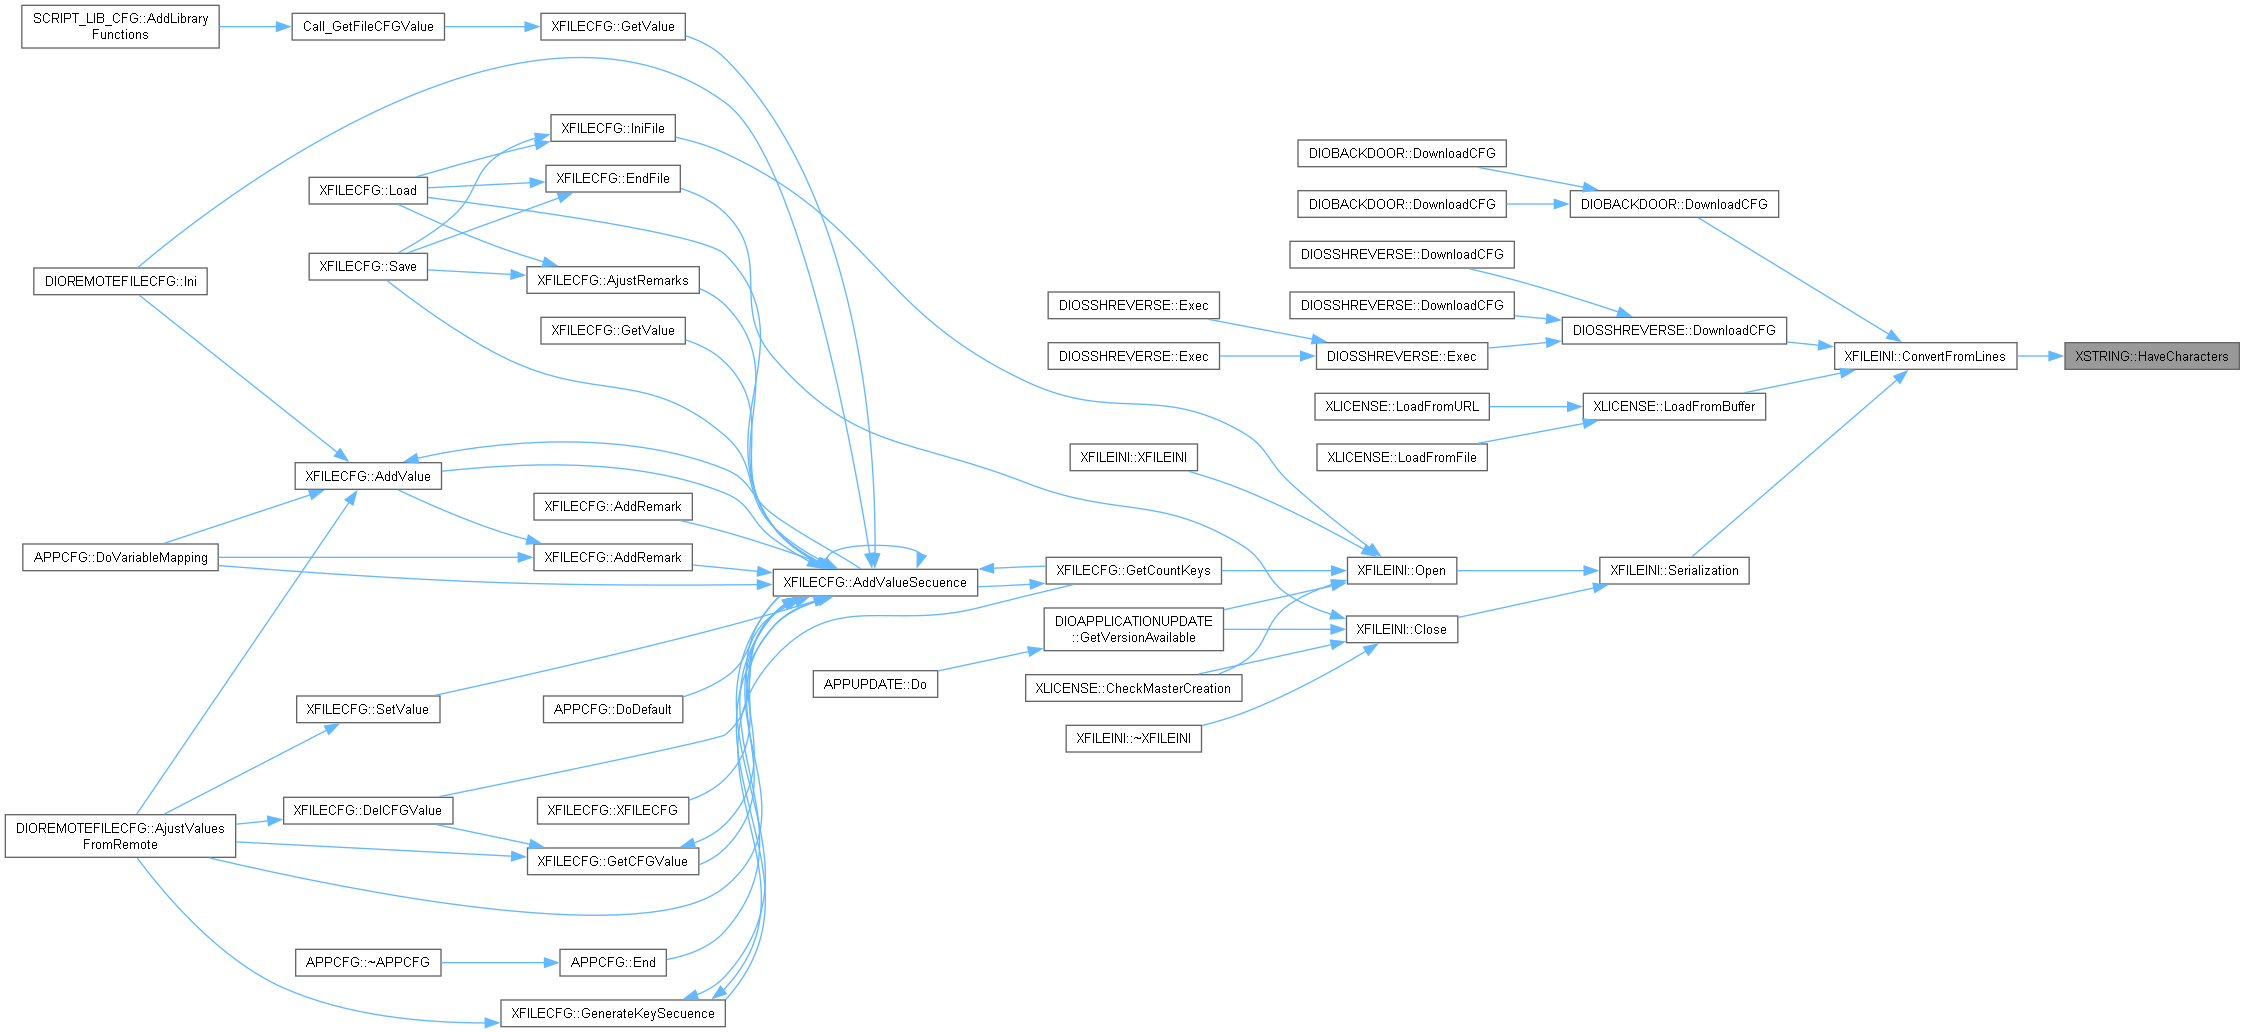 SCRIPT_LIB_CFG::AddLibrary
Functions
Call_GetFileCFGValue
XFILECFG::GetValue
XFILECFG::IniFile
XFILECFG::EndFile
XFILECFG::Load
XFILECFG::Save
XFILECFG::AjustRemarks
DIOREMOTEFILECFG::Ini
XFILECFG::GetValue
XFILECFG::AddValue
XFILECFG::AddRemark
APPCFG::DoVariableMapping
XFILECFG::AddRemark
XFILECFG::AddValueSecuence
XFILECFG::SetValue
APPCFG::DoDefault
XFILECFG::DelCFGValue
XFILECFG::XFILECFG
DIOREMOTEFILECFG::AjustValues
FromRemote
XFILECFG::GetCFGValue
APPCFG::~APPCFG
APPCFG::End
XFILECFG::GenerateKeySecuence
DIOBACKDOOR::DownloadCFG
DIOBACKDOOR::DownloadCFG
DIOBACKDOOR::DownloadCFG
DIOSSHREVERSE::DownloadCFG
DIOSSHREVERSE::Exec
DIOSSHREVERSE::DownloadCFG
DIOSSHREVERSE::DownloadCFG
DIOSSHREVERSE::Exec
DIOSSHREVERSE::Exec
XFILEINI::ConvertFromLines
XSTRING::HaveCharacters
XLICENSE::LoadFromURL
XLICENSE::LoadFromBuffer
XLICENSE::LoadFromFile
XFILEINI::XFILEINI
XFILECFG::GetCountKeys
XFILEINI::Open
XFILEINI::Serialization
DIOAPPLICATIONUPDATE
::GetVersionAvailable
XFILEINI::Close
APPUPDATE::Do
XLICENSE::CheckMasterCreation
XFILEINI::~XFILEINI